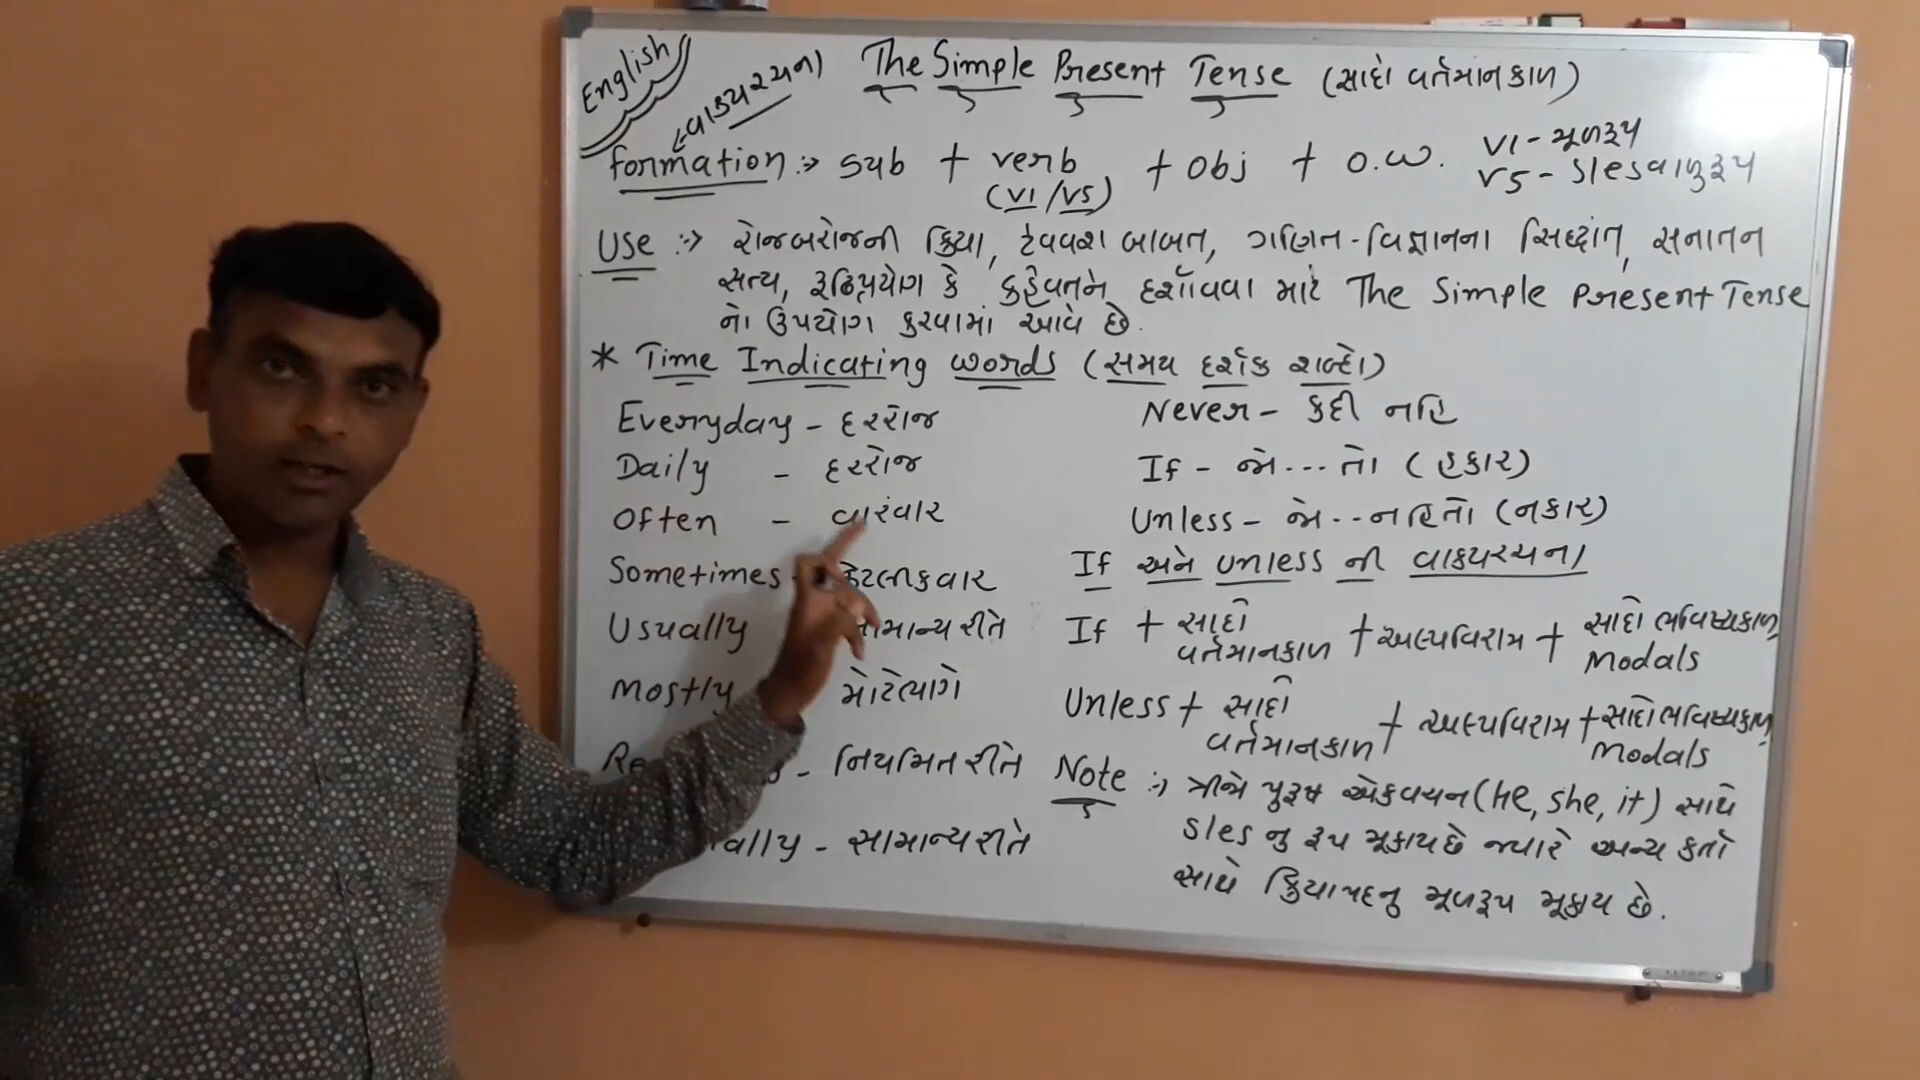 English
વાક્યરચના
The Simple Present Tense (સાદો વર્તમાનકાળ)
Formation :→ Sub + verb + obj + o.w.
(V1/V5)
V1 - મૂળરૂપ
V5 - s/es વાળુ રૂપ
Use :→ રોજબરોજની ક્રિયા, ટેવવશ બાબત, ગણિત-વિજ્ઞાનના સિદ્ધાંત, સનાતન
સત્ય, રૂઢિપ્રયોગ કે કહેવતને દર્શાવવા માટે The Simple Present Tense
નો ઉપયોગ કરવામાં આવે છે.
* Time Indicating words (સમય દર્શક શબ્દો)
Everyday - દરરોજ
Daily - દરરોજ
Often - વારંવાર
Sometimes - કેટલીકવાર
Usually સામાન્ય રીતે
Mostly મોટેભાગે
Re - નિયમિત રીતે
ally - સામાન્ય રીતે
Never - કદી નહિ
If - જો...તો (હકાર)
Unless - જો..નહિતો (નકાર)
If અને Unless ની વાક્યરચના
If + સાદો વર્તમાનકાળ + અલ્પવિરામ + સાદો ભવિષ્યકાળ, Modals
Unless + સાદો વર્તમાનકાળ + અલ્પવિરામ + સાદો ભવિષ્યકાળ, Modals
Note :→ ત્રીજો પુરૂષ એકવચન (He, she, it) સાથે
s/es નુ રૂપ મૂકાય છે જ્યારે અન્ય કર્તા
સાથે ક્રિયાપદનુ મૂળરૂપ મૂકાય છે.